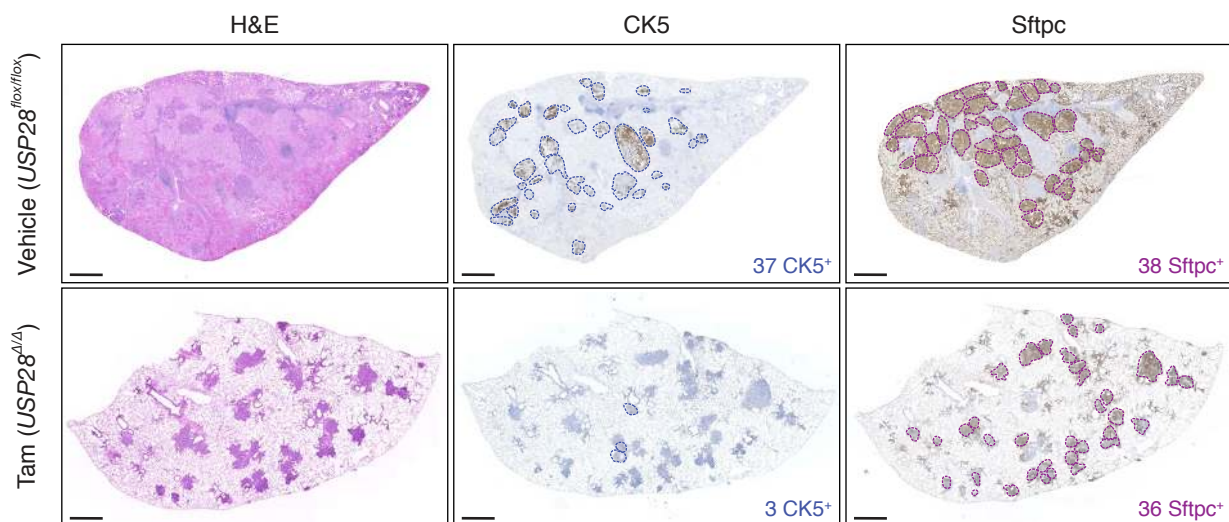 H&E
CK5
Sftpc
Vehicle (USP28flox/flox)
37 CK5+
38 Sftpc+
Tam (USP28Δ/Δ)
3 CK5+
36 Sftpc+